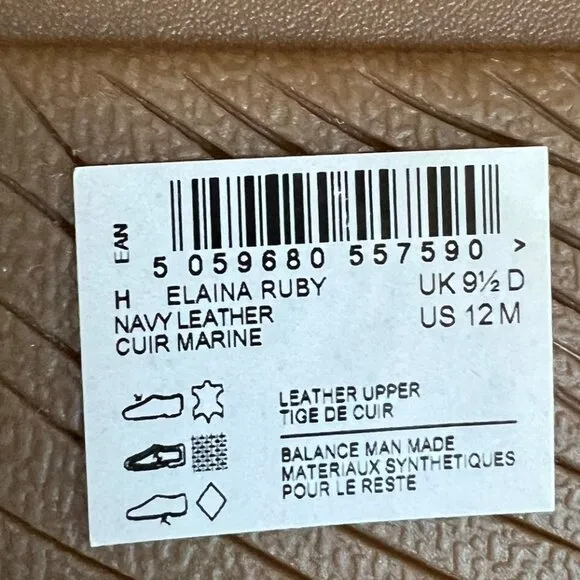 EAN
5 059680 557590 >
H ELAINA RUBY UK 9½ D
NAVY LEATHER US 12 M
CUIR MARINE
LEATHER UPPER
TIGE DE CUIR
BALANCE MAN MADE
MATERIAUX SYNTHETIQUES
POUR LE RESTE